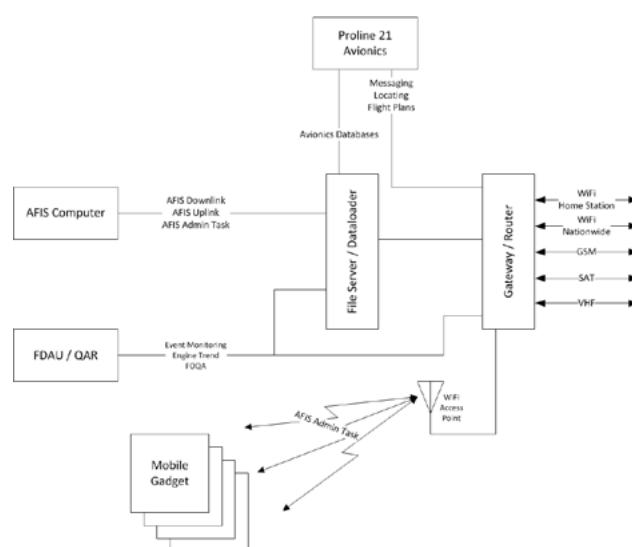 Proline 21
Avionics
Messaging
Locating
Flight Plans
Avionics Databases
AFIS Computer
AFIS Downlink
AFIS Uplink
AFIS Admin Task
File Server / Dataloader
Gateway / Router
WiFi
Home Station
WiFi
Nationwide
GSM
SAT
VHF
FDAU / QAR
Event Monitoring
Engine Trend
FOQA
WiFi
Access
Point
AFIS Admin Task
Mobile
Gadget